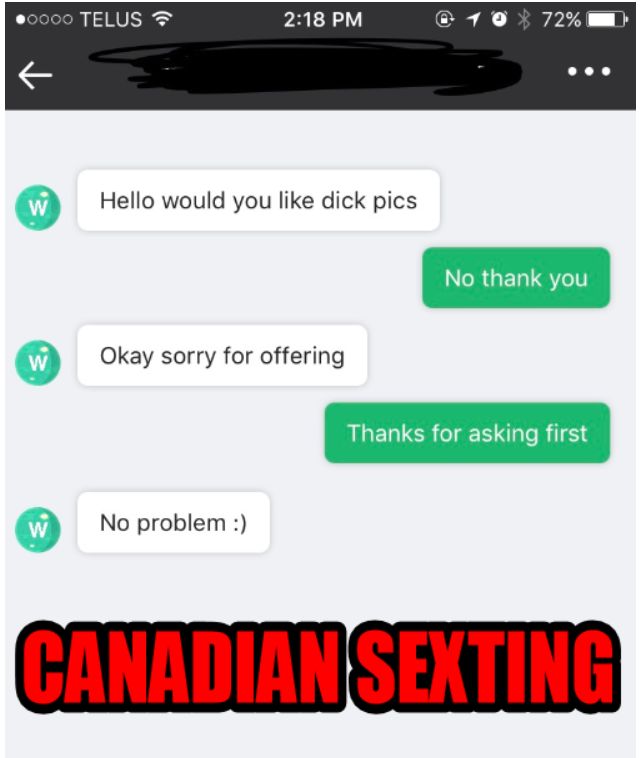 TELUS 2:18 PM 72%
Hello would you like dick pics
W
No thank you
Okay sorry for offering
W
Thanks for asking first
No problem :)
W
CANADIAN SEXTING